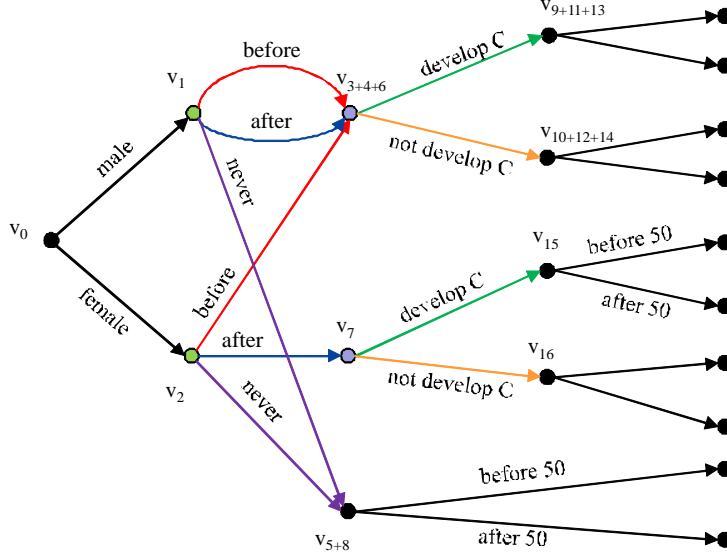 v9+11+13
before
v1
v3+4+6
develop C
after
v10+12+14
not develop C
male
never
v0
v15
before 50
before
develop C
after 50
female
after
v7
v16
v2
never
not develop C
before 50
v5+8
after 50